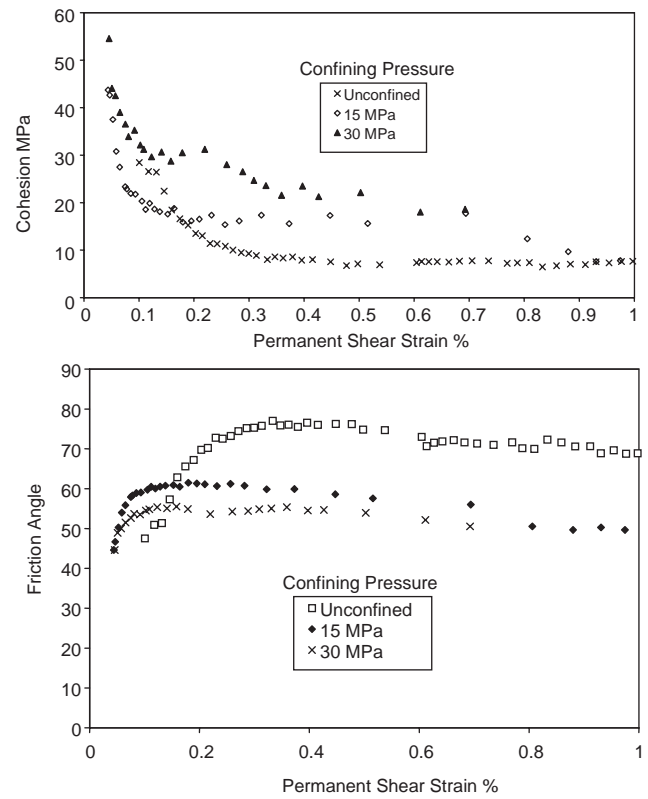 60
50
40
30
20
10
0
Cohesion MPa
Confining Pressure
Unconfined
15 MPa
30 MPa
0 0.1 0.2 0.3 0.4 0.5 0.6 0.7 0.8 0.9 1
Permanent Shear Strain %
90
80
70
60
50
40
30
20
10
0
Friction Angle
Confining Pressure
Unconfined
15 MPa
30 MPa
0 0.2 0.4 0.6 0.8 1
Permanent Shear Strain %